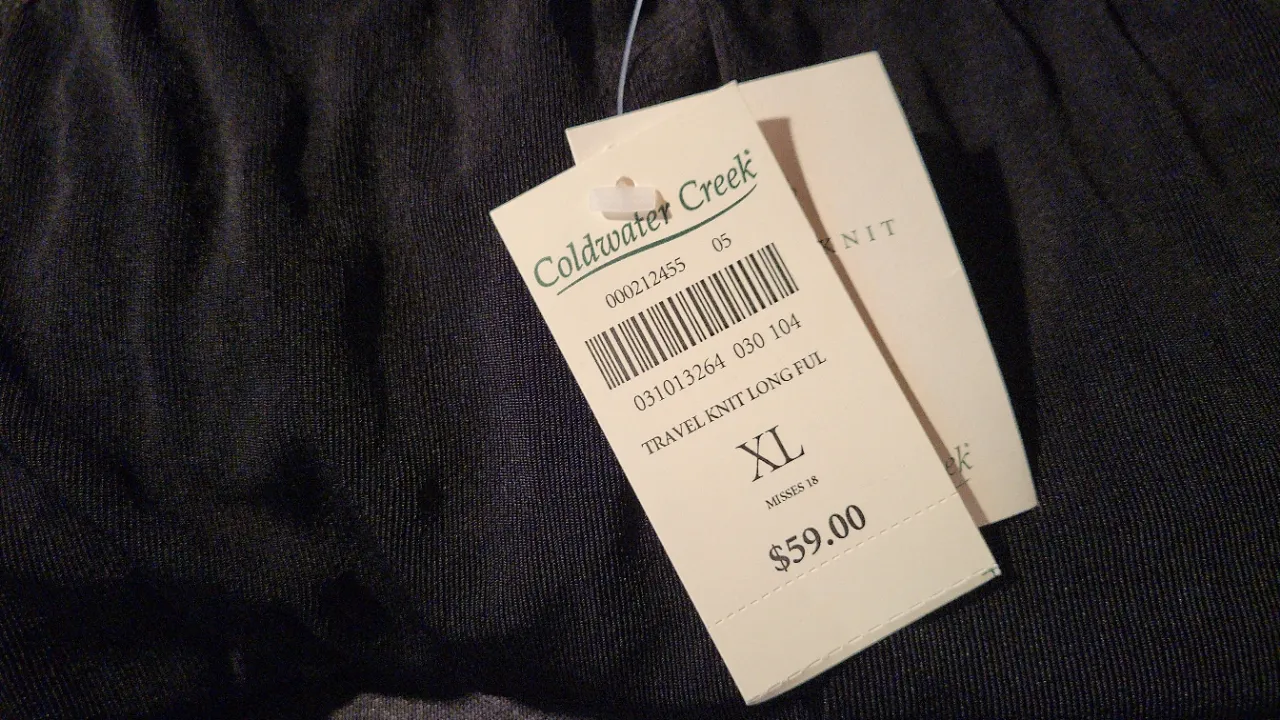 Coldwater Creek
000212455 05
031013264 030 104
TRAVEL KNIT LONG FUL
XL
MISSES 18
$59.00
KNIT
ek